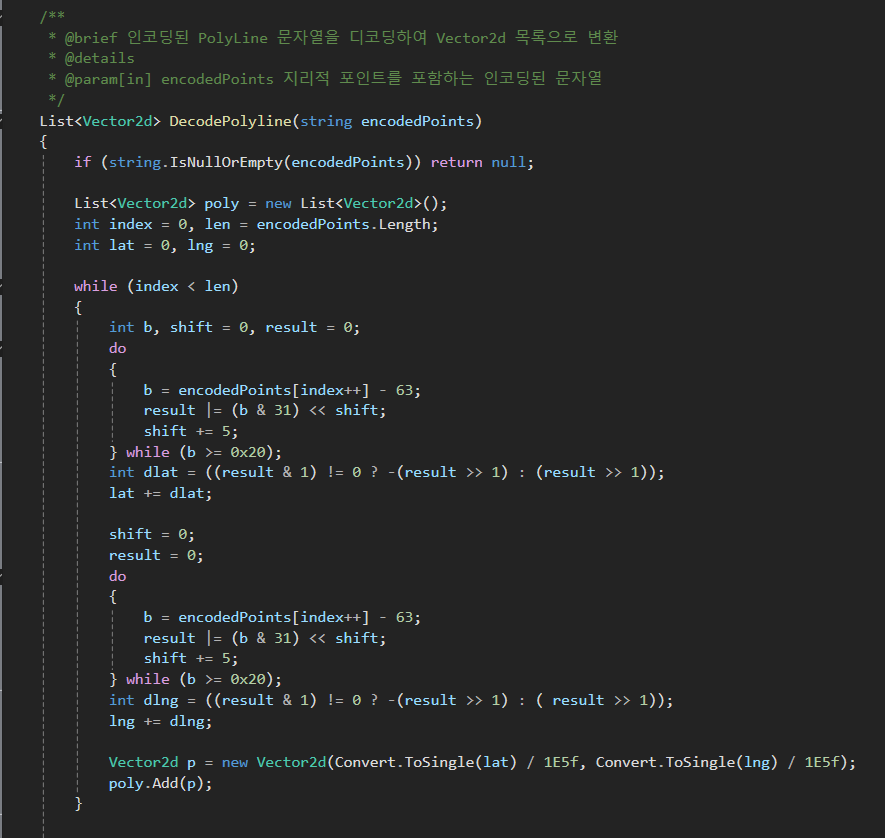 /**
* @brief 인코딩된 PolyLine 문자열을 디코딩하여 Vector2d 목록으로 변환
* @details
* @param[in] encodedPoints 지리적 포인트를 포함하는 인코딩된 문자열
*/
List<Vector2d> DecodePolyline(string encodedPoints)
{
if (string.IsNullOrEmpty(encodedPoints)) return null;
List<Vector2d> poly = new List<Vector2d>();
int index = 0, len = encodedPoints.Length;
int lat = 0, lng = 0;
while (index < len)
{
int b, shift = 0, result = 0;
do
{
b = encodedPoints[index++] - 63;
result |= (b & 31) << shift;
shift += 5;
} while (b >= 0x20);
int dlat = ((result & 1) != 0 ? -(result >> 1) : (result >> 1));
lat += dlat;
shift = 0;
result = 0;
do
{
b = encodedPoints[index++] - 63;
result |= (b & 31) << shift;
shift += 5;
} while (b >= 0x20);
int dlng = ((result & 1) != 0 ? -(result >> 1) : ( result >> 1));
lng += dlng;
Vector2d p = new Vector2d(Convert.ToSingle(lat) / 1E5f, Convert.ToSingle(lng) / 1E5f);
poly.Add(p);
}